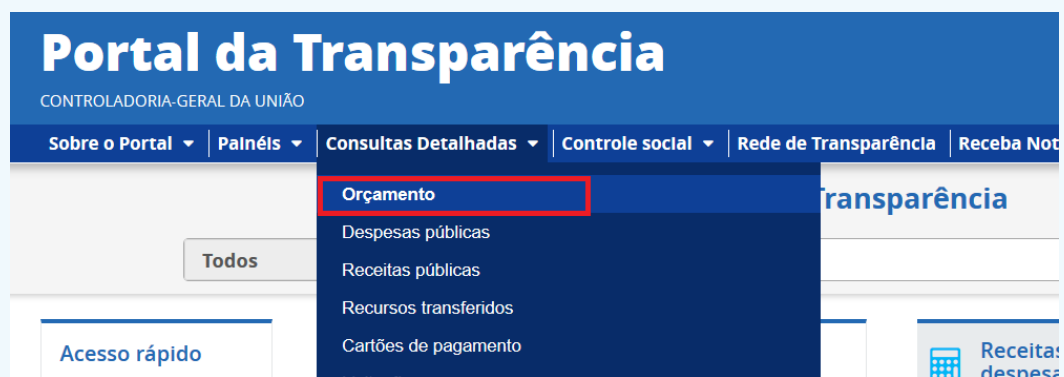 Portal da Transparência
CONTROLADORIA-GERAL DA UNIÃO
Sobre o Portal Painéis Consultas Detalhadas Controle social Rede de Transparência Receba Not
Orçamento
Transparência
Despesas públicas
Todos
Receitas públicas
Recursos transferidos
Cartões de pagamento
Acesso rápido
Receitas
despesa